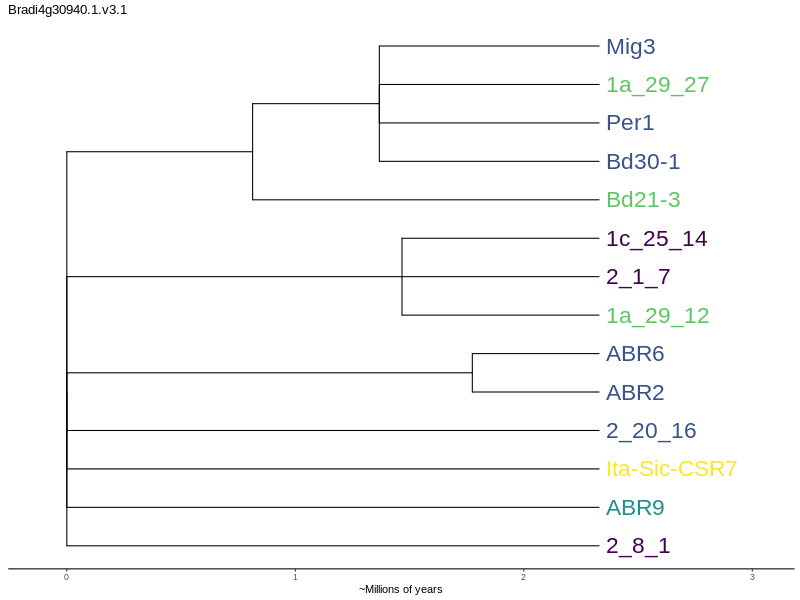 Bradi4g30940.1.v3.1
Mig3
1a_29_27
Per1
Bd30-1
Bd21-3
1c_25_14
2_1_7
1a_29_12
ABR6
ABR2
2_20_16
Ita-Sic-CSR7
ABR9
2_8_1
0 1 2 3
~Millions of years